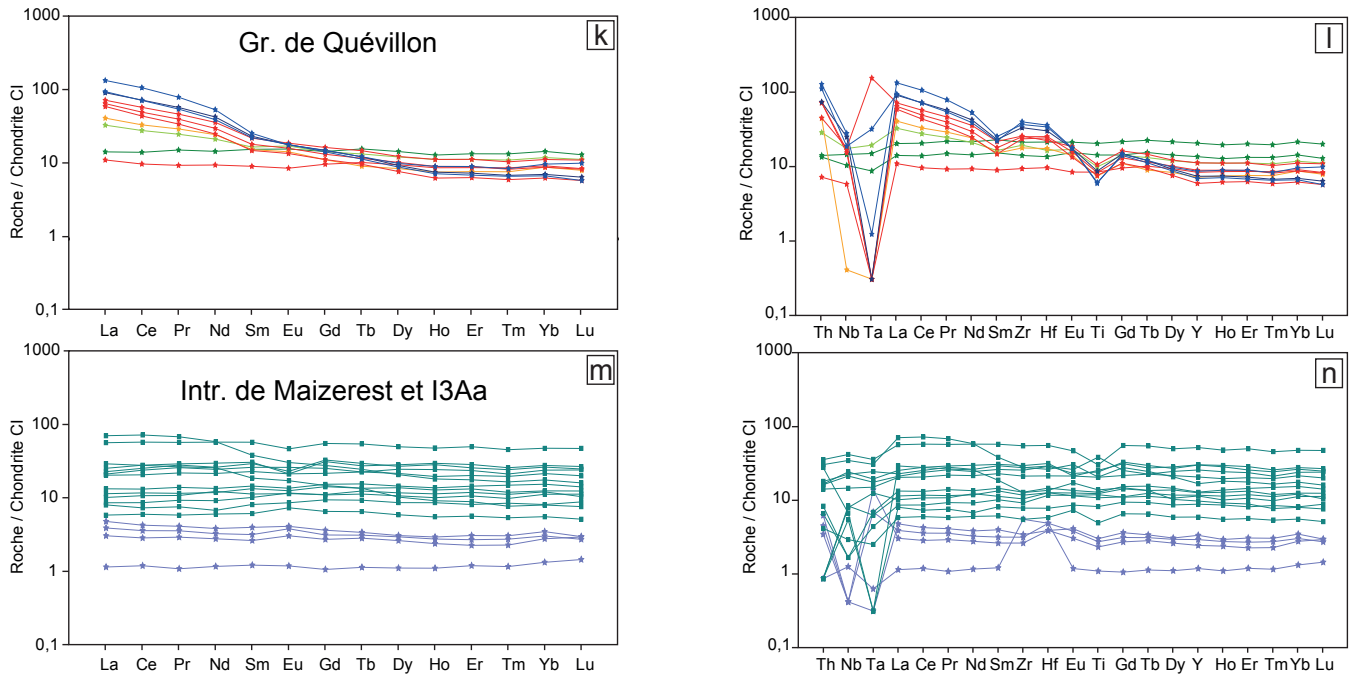 1000
100
10
1
0,1
Roche / Chondrite CI
Gr. de Quévillon
k
La Ce Pr Nd Sm Eu Gd Tb Dy Ho Er Tm Yb Lu
1000
100
10
1
0,1
Roche / Chondrite CI
l
Th Nb Ta La Ce Pr Nd Sm Zr Hf Eu Ti Gd Tb Dy Y Ho Er Tm Yb Lu
1000
100
10
1
0,1
Roche / Chondrite CI
Intr. de Maizerest et I3Aa
m
La Ce Pr Nd Sm Eu Gd Tb Dy Ho Er Tm Yb Lu
1000
100
10
1
0,1
Roche / Chondrite CI
n
Th Nb Ta La Ce Pr Nd Sm Zr Hf Eu Ti Gd Tb Dy Y Ho Er Tm Yb Lu